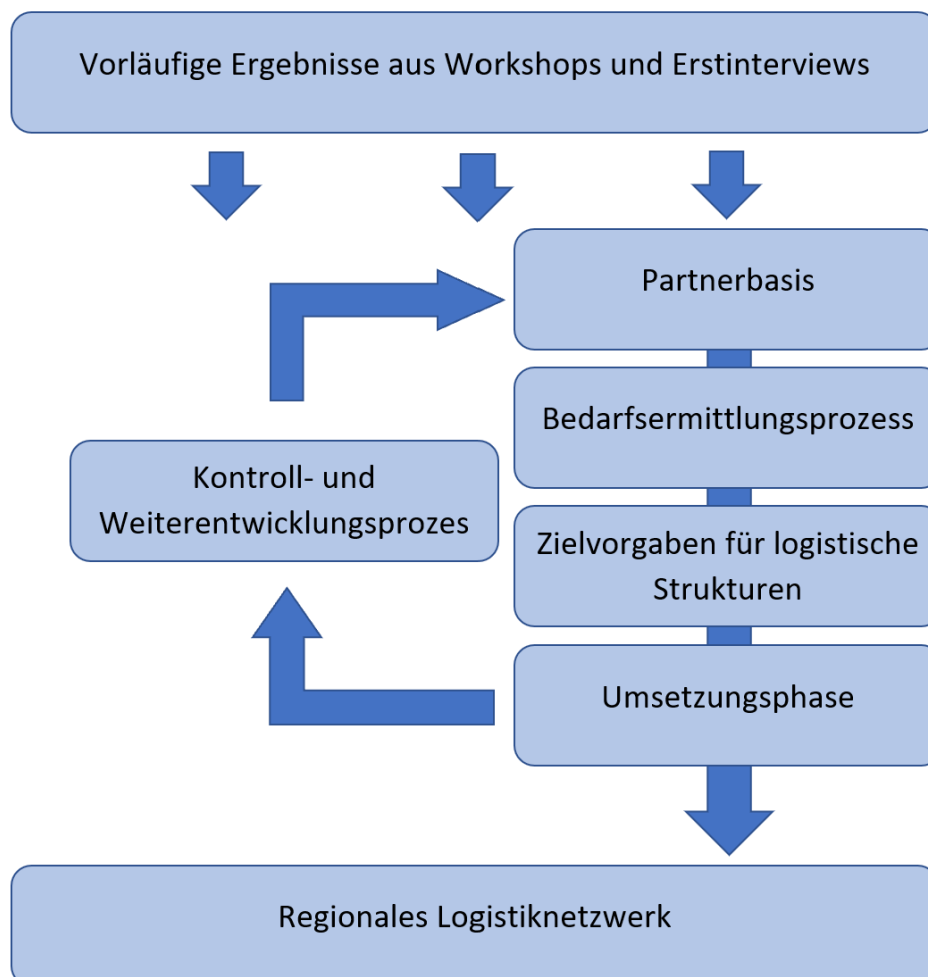 Vorläufige Ergebnisse aus Workshops und Erstinterviews
Partnerbasis
Bedarfsermittlungsprozess
Kontroll- und
Weiterentwicklungsprozes
Zielvorgaben für logistische
Strukturen
Umsetzungsphase
Regionales Logistiknetzwerk